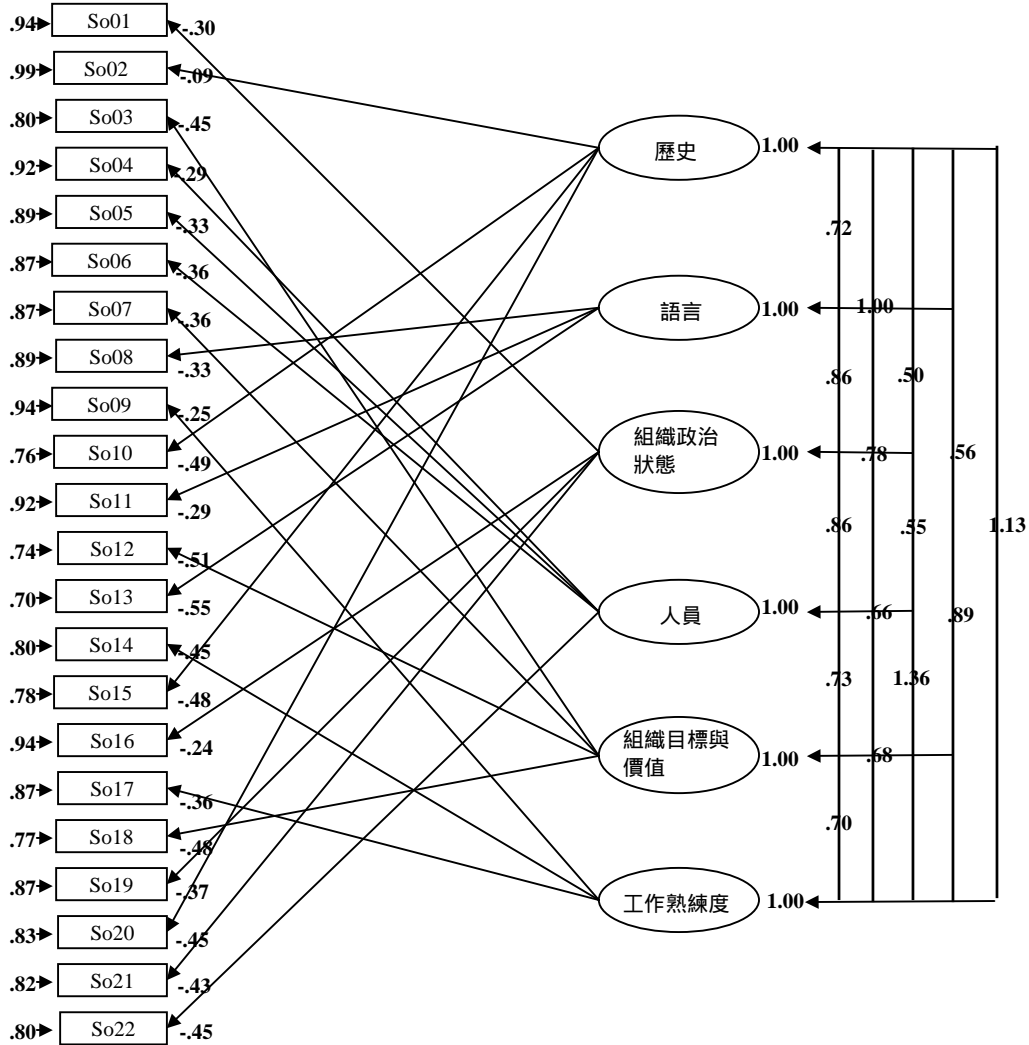 .94 So01 -.30
.99 So02 -.09
.80 So03 -.45
.92 So04 -.29
.89 So05 -.33
.87 So06 -.36
.87 So07 -.36
.89 So08 -.33
.94 So09 -.25
.76 So10 -.49
.92 So11 -.29
.74 So12 -.51
.70 So13 -.55
.80 So14 -.45
.78 So15 -.48
.94 So16 -.24
.87 So17 -.36
.77 So18 -.48
.87 So19 -.37
.83 So20 -.45
.82 So21 -.43
.80 So22 -.45
歷史 1.00
語言 1.00
組織政治
狀態
1.00
人員 1.00
組織目標與
價值
1.00
工作熟練度 1.00
.72
1.00
.86 .50
.78 .56
.86 .55 1.13
.66 .89
.73 1.36
.68
.70